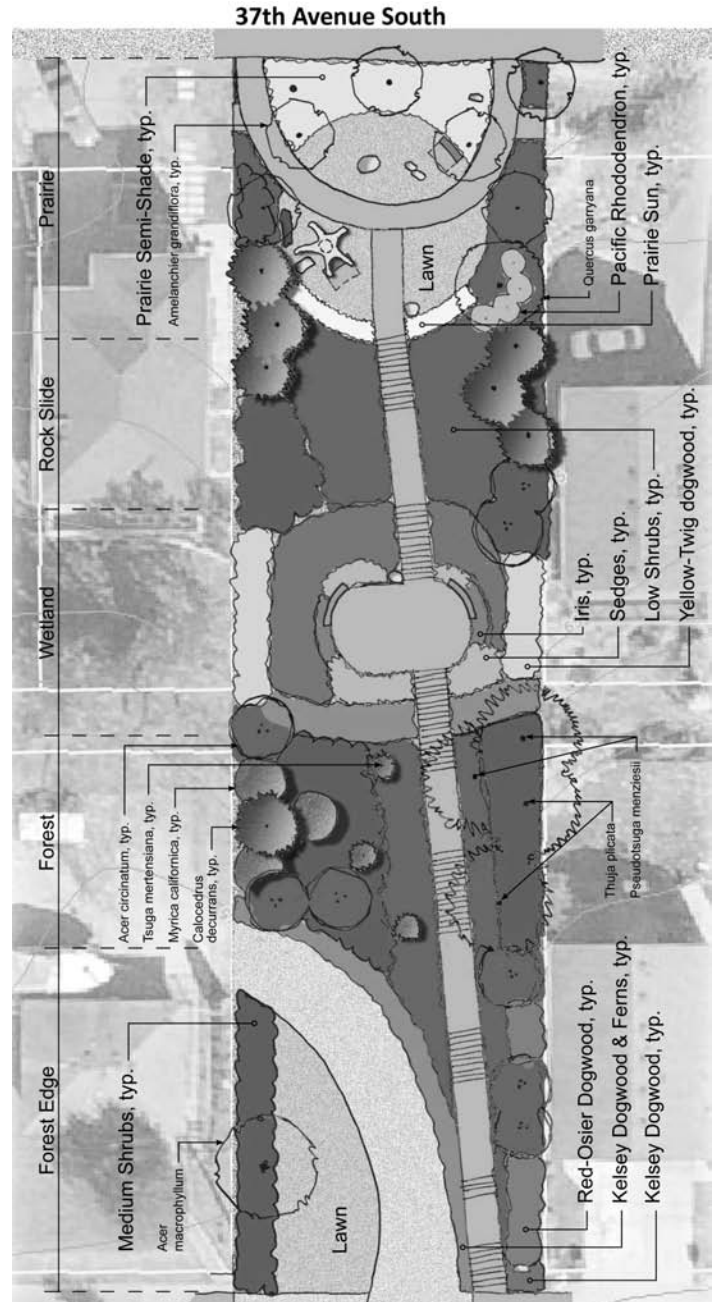 37th Avenue South
Prairie
Rock Slide
Wetland
Forest
Forest Edge
Prairie Semi-Shade, typ.
Amelanchier grandiflora, typ.
Acer circinatum, typ.
Tsuga mertensiana, typ.
Myrica californica, typ.
Calocedrus
decurrans, typ.
Medium Shrubs, typ.
Acer
macrophyllum
Lawn
Lawn
Quercus garryana
Pacific Rhododendron, typ.
Prairie Sun, typ.
Iris, typ.
Sedges, typ.
Low Shrubs, typ.
Yellow-Twig dogwood, typ.
Thuja plicata
Pseudotsuga menziesii
Red-Osier Dogwood, typ.
Kelsey Dogwood & Ferns, typ.
Kelsey Dogwood, typ.